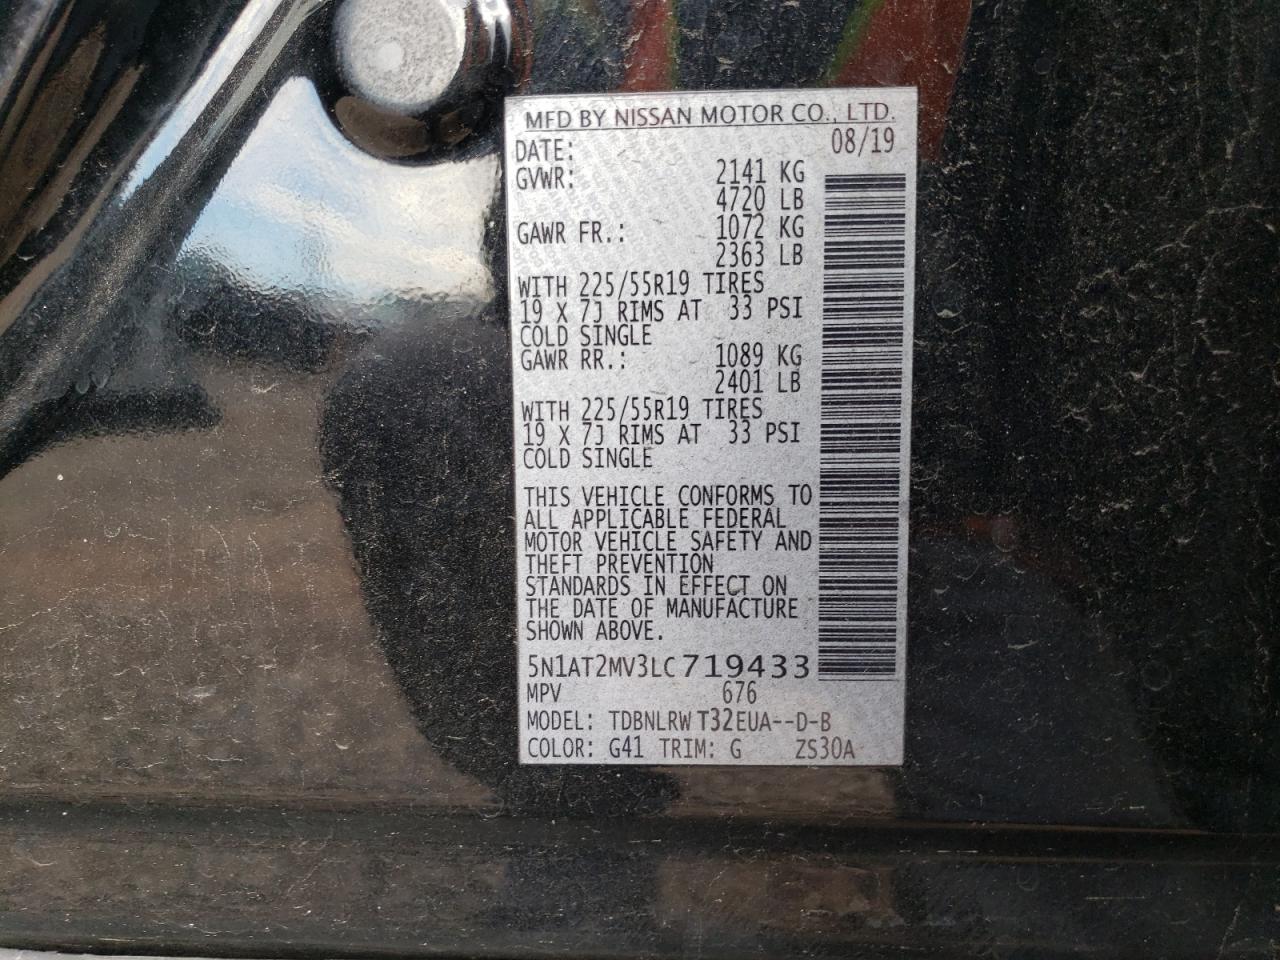 MFD BY NISSAN MOTOR CO., LTD.
DATE: 08/19
GVWR: 2141 KG
4720 LB
GAWR FR.: 1072 KG
2363 LB
WITH 225/55R19 TIRES
19 X 7J RIMS AT 33 PSI
COLD SINGLE
GAWR RR.: 1089 KG
2401 LB
WITH 225/55R19 TIRES
19 X 7J RIMS AT 33 PSI
COLD SINGLE
THIS VEHICLE CONFORMS TO
ALL APPLICABLE FEDERAL
MOTOR VEHICLE SAFETY AND
THEFT PREVENTION
STANDARDS IN EFFECT ON
THE DATE OF MANUFACTURE
SHOWN ABOVE.
5N1AT2MV3LC719433
MPV 676
MODEL: TDBNLRW T32EUA--D-B
COLOR: G41 TRIM: G ZS30A